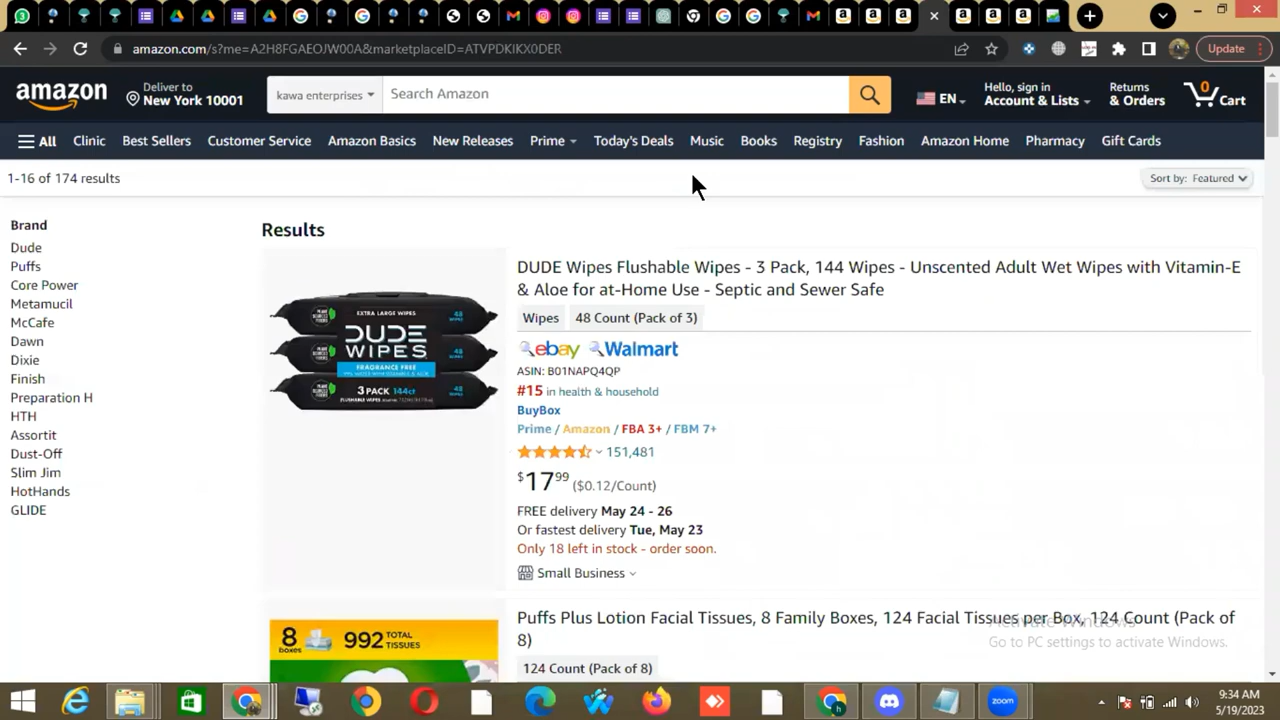 amazon.com/s?me=A2H8FGAEOJW00A&marketplaceID=ATVPDKIKX0DER
Update
amazon
Deliver to
New York 10001
kawa enterprises
Search Amazon
EN
Hello, sign in
Account & Lists
Returns
& Orders
0
Cart
All
Clinic
Best Sellers
Customer Service
Amazon Basics
New Releases
Prime
Today's Deals
Music
Books
Registry
Fashion
Amazon Home
Pharmacy
Gift Cards
1-16 of 174 results
Sort by: Featured
Brand
Dude
Puffs
Core Power
Metamucil
McCafe
Dawn
Dixie
Finish
Preparation H
HTH
Assortit
Dust-Off
Slim Jim
HotHands
GLIDE
Results
EXTRA LARGE WIPES
48
DUDE
WIPES
48
FRAGRANCE FREE
3 PACK 144ct
48
DUDE Wipes Flushable Wipes - 3 Pack, 144 Wipes - Unscented Adult Wet Wipes with Vitamin-E
& Aloe for at-Home Use - Septic and Sewer Safe
Wipes 48 Count (Pack of 3)
ebay Walmart
ASIN: B01NAPQ4QP
#15 in health & household
BuyBox
Prime / Amazon / FBA 3+ / FBM 7+
151,481
$17.99 ($0.12/Count)
FREE delivery May 24 - 26
Or fastest delivery Tue, May 23
Only 18 left in stock - order soon.
Small Business
8
boxes
992 TOTAL
TISSUES
Puffs Plus Lotion Facial Tissues, 8 Family Boxes, 124 Facial Tissues per Box, 124 Count (Pack of
8)
124 Count (Pack of 8)
Activate Windows
Go to PC settings to activate Windows.
zoom
9:34 AM
5/19/2023